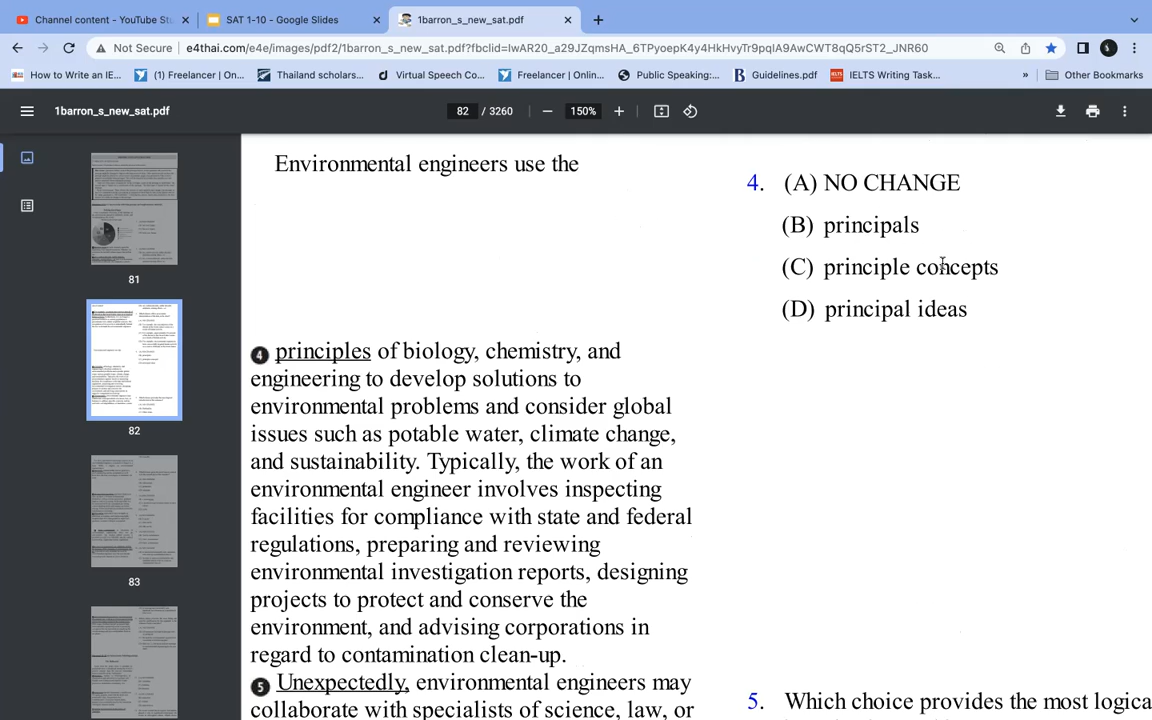 Channel content - YouTube St
SAT 1-10 - Google Slides
1barron_s_new_sat.pdf
Not Secure
e4thai.com/e4e/images/pdf2/1barron_s_new_sat.pdf?fbclid=IwAR20_a29JZqmsHA_6TPyoepK4y4HkHvyTr9pqIA9AwCWT8qQ5rST2_JNR60
How to Write an IE...
(1) Freelancer | On...
Thailand scholars...
Virtual Speech Co...
Freelancer | Onlin...
Public Speaking:...
Guidelines.pdf
IELTS Writing Task...
»
Other Bookmarks
1barron_s_new_sat.pdf
82 / 3260
150%
81
82
83
Environmental engineers use the
4 principles of biology, chemistry, and
engineering to develop solutions to
environmental problems and consider global
issues such as potable water, climate change,
and sustainability. Typically, the work of an
environmental engineer involves inspecting
facilities for compliance with state and federal
regulations, preparing and reviewing
environmental investigation reports, designing
projects to protect and conserve the
environment, and advising corporations in
regard to contamination clean-up.
5 Unexpectedly, environmental engineers may
collaborate with specialists of science, law, or
4. (A) NO CHANGE
(B) principals
(C) principle concepts
(D) principal ideas
5. Which choice provides the most logica